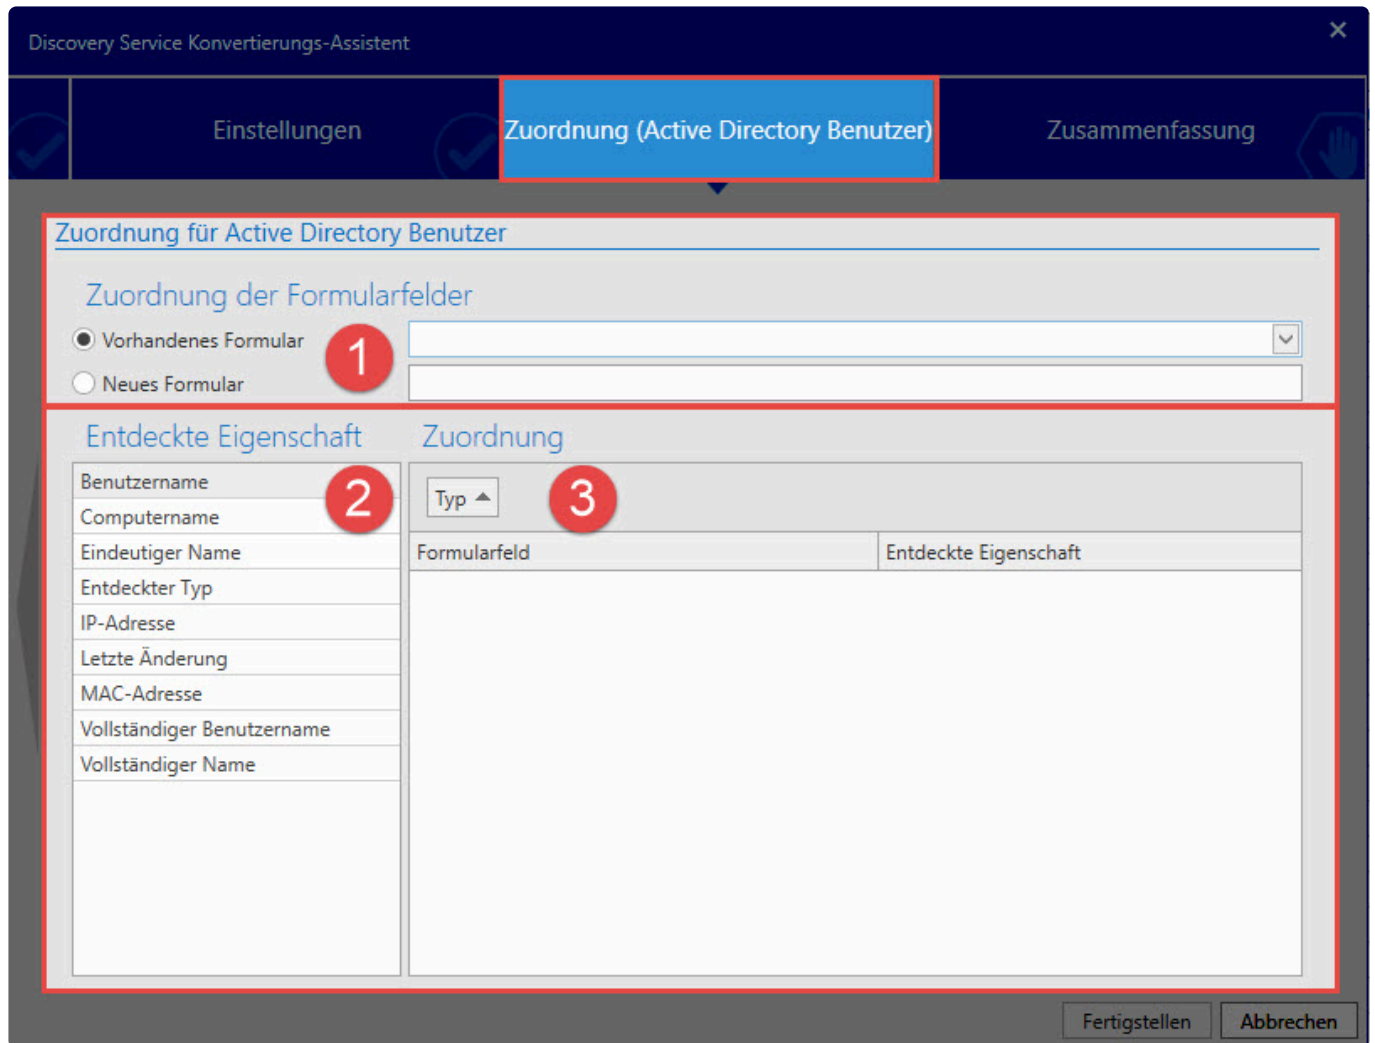 Discovery Service Konvertierungs-Assistent
Einstellungen
Zuordnung (Active Directory Benutzer)
Zusammenfassung
Zuordnung für Active Directory Benutzer
Zuordnung der Formularfelder
Vorhandenes Formular
1
Neues Formular
Entdeckte Eigenschaft
Zuordnung
Benutzername
2
Computername
Eindeutiger Name
Entdeckter Typ
IP-Adresse
Letzte Änderung
MAC-Adresse
Vollständiger Benutzername
Vollständiger Name
Typ
3
Formularfeld
Entdeckte Eigenschaft
Fertigstellen
Abbrechen